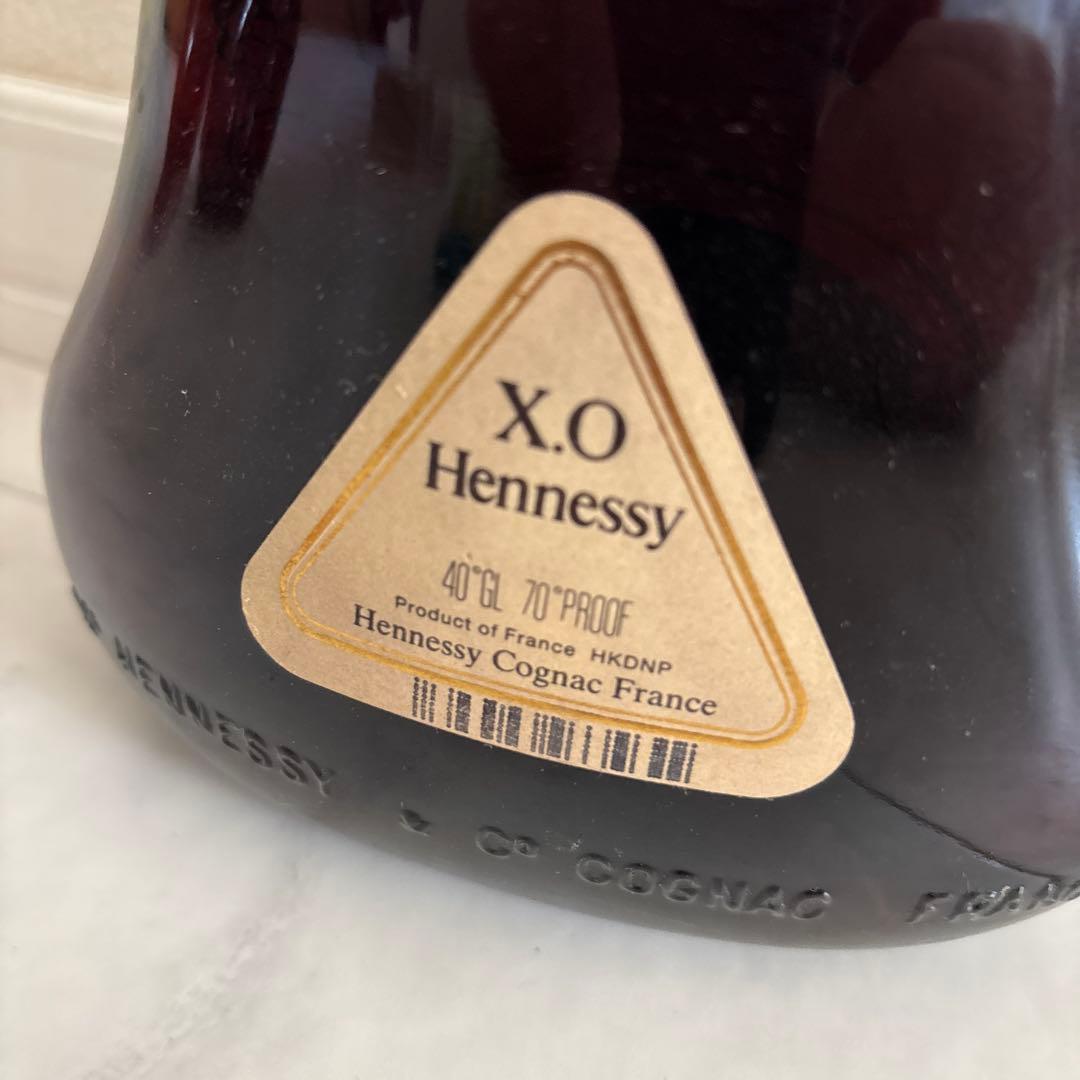 X.O
Hennessy
40°GL 70°PROOF
Product of France HKDNP
Hennessy Cognac France
HENNESSY & Co COGNAC